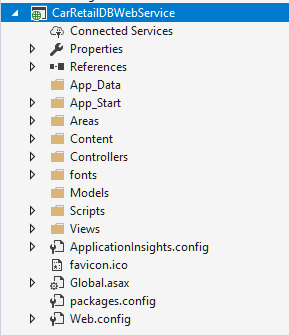 CarRetailDBWebService
Connected Services
Properties
References
App_Data
App_Start
Areas
Content
Controllers
fonts
Models
Scripts
Views
ApplicationInsights.config
favicon.ico
Global.asax
packages.config
Web.config